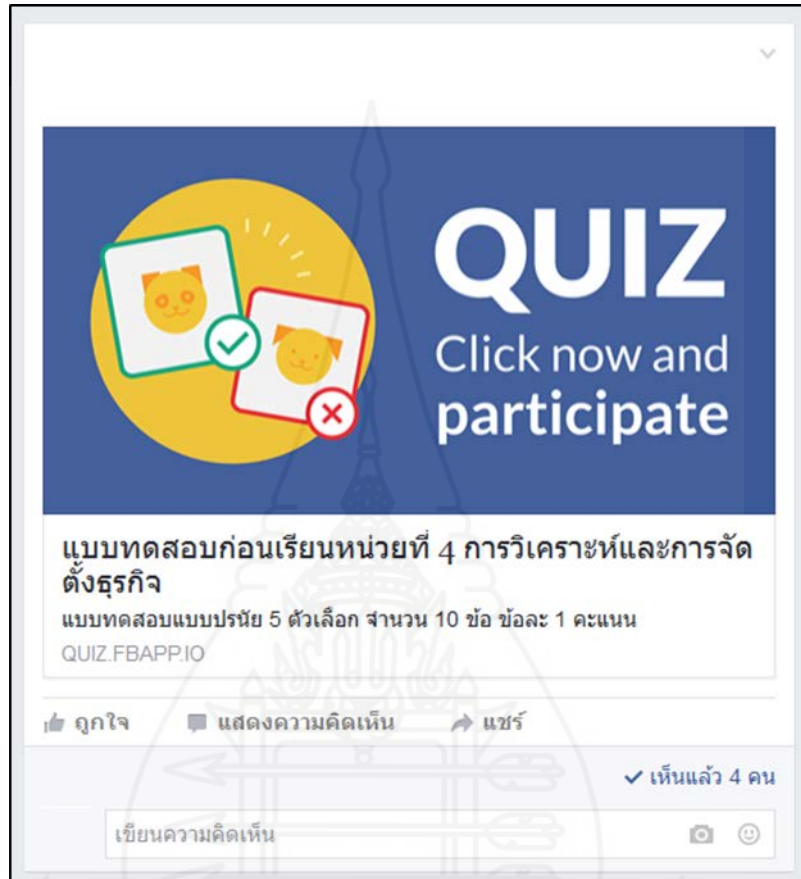 QUIZ
Click now and
participate
แบบทดสอบก่อนเรียนหน่วยที่ 4 การวิเคราะห์และการจัด
ตั้งธุรกิจ
แบบทดสอบแบบปรนัย 5 ตัวเลือก จำนวน 10 ข้อ ข้อละ 1 คะแนน
QUIZ.FBAPP.IO
ถูกใจ แสดงความคิดเห็น แชร์
เห็นแล้ว 4 คน
เขียนความคิดเห็น